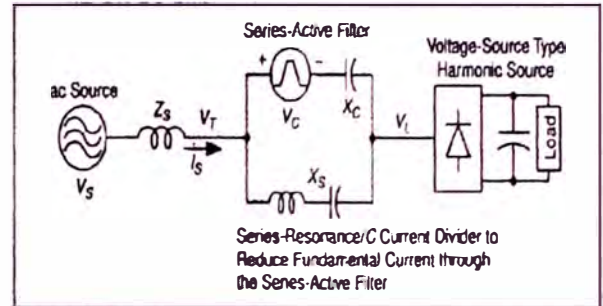 Series-Active Filter
Voltage-Source Type
Harmonic Source
ac Source
Z_S
V_T
+
-
V_C
X_C
V_L
Load
V_S
I_S
X_S
Series-Resonance/C Current Divider to
Reduce Fundamental Current through
the Series-Active Filter